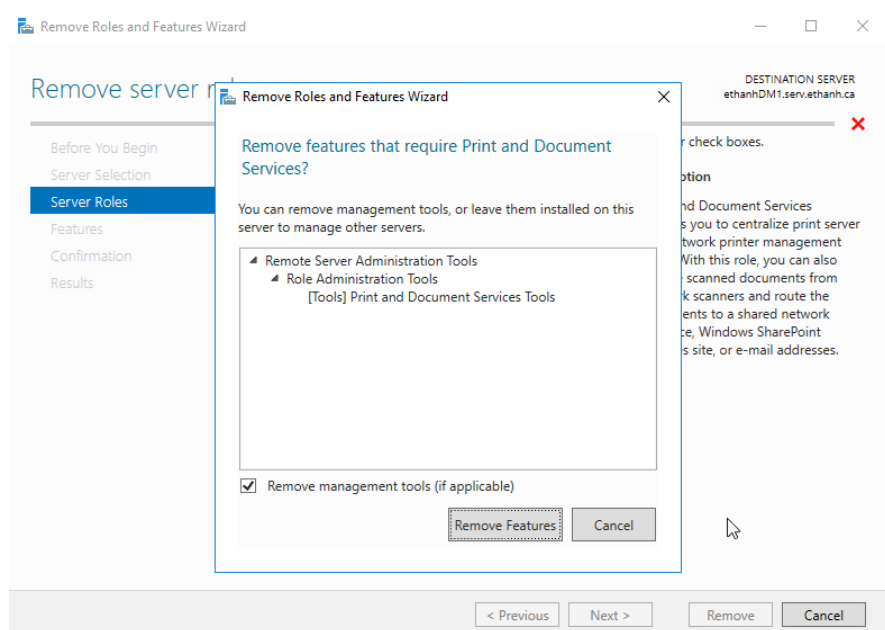 Remove Roles and Features Wizard
Remove server
DESTINATION SERVER
ethanhDM1.serv.ethanh.ca
Before You Begin
Server Selection
Server Roles
Features
Confirmation
Results
Remove Roles and Features Wizard
Remove features that require Print and Document
Services?
You can remove management tools, or leave them installed on this
server to manage other servers.
Remote Server Administration Tools
Role Administration Tools
[Tools] Print and Document Services Tools
Remove management tools (if applicable)
Remove Features
Cancel
check boxes.
Document Services
you to centralize print server
printer management
With this role, you can also
scanned documents from
scanners and route the
to a shared network
Windows SharePoint
site, or e-mail addresses.
< Previous
Next >
Remove
Cancel